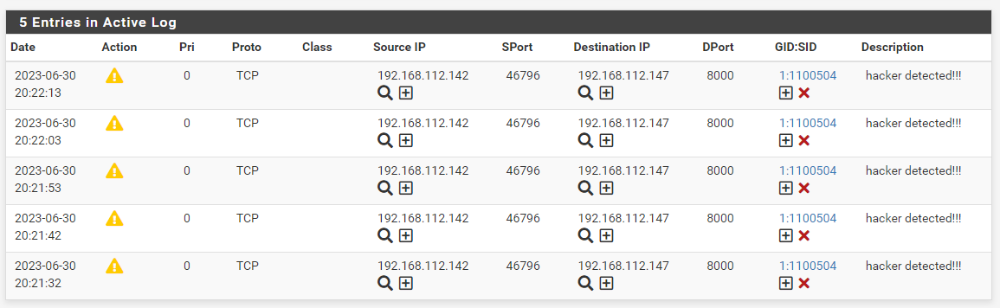 5 Entries in Active Log
Date Action Pri Proto Class Source IP SPort Destination IP DPort GID:SID Description
2023-06-30 0 TCP 192.168.112.142 46796 192.168.112.147 8000 1:1100504 hacker detected!!!
20:22:13
2023-06-30 0 TCP 192.168.112.142 46796 192.168.112.147 8000 1:1100504 hacker detected!!!
20:22:03
2023-06-30 0 TCP 192.168.112.142 46796 192.168.112.147 8000 1:1100504 hacker detected!!!
20:21:53
2023-06-30 0 TCP 192.168.112.142 46796 192.168.112.147 8000 1:1100504 hacker detected!!!
20:21:42
2023-06-30 0 TCP 192.168.112.142 46796 192.168.112.147 8000 1:1100504 hacker detected!!!
20:21:32